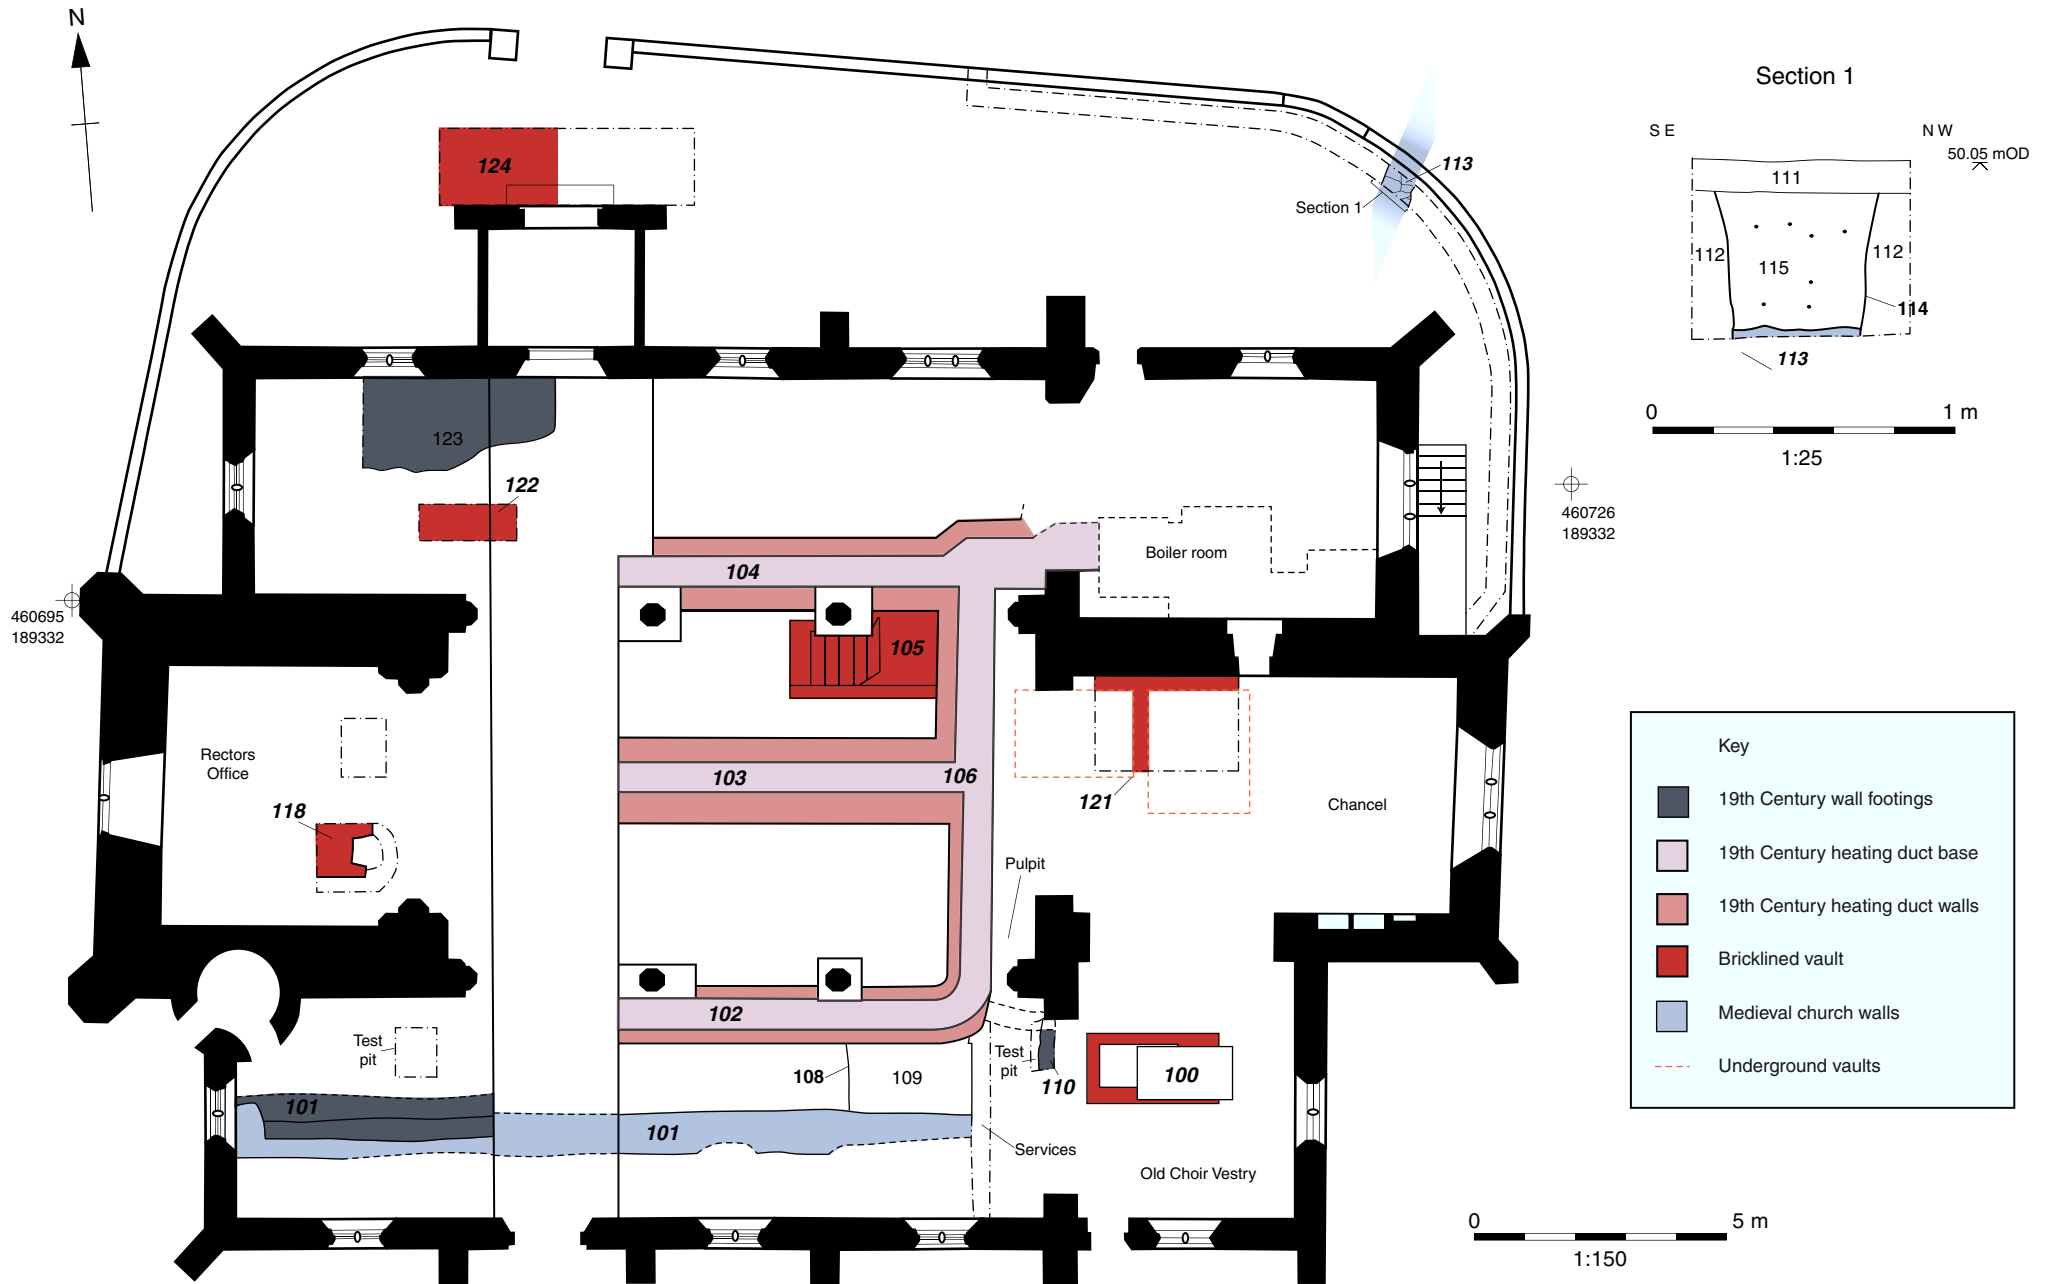 N
Section 1
S E
N W
50.05 mOD
111
112
112
115
114
113
0
1 m
1:25
124
113
Section 1
123
122
460726
189332
Boiler room
104
460695
189332
105
Rectors
Office
103
106
121
Chancel
118
Pulpit
102
Test
pit
108
109
Test
pit
110
100
101
101
Services
Old Choir Vestry
Key
19th Century wall footings
19th Century heating duct base
19th Century heating duct walls
Bricklined vault
Medieval church walls
Underground vaults
0
5 m
1:150